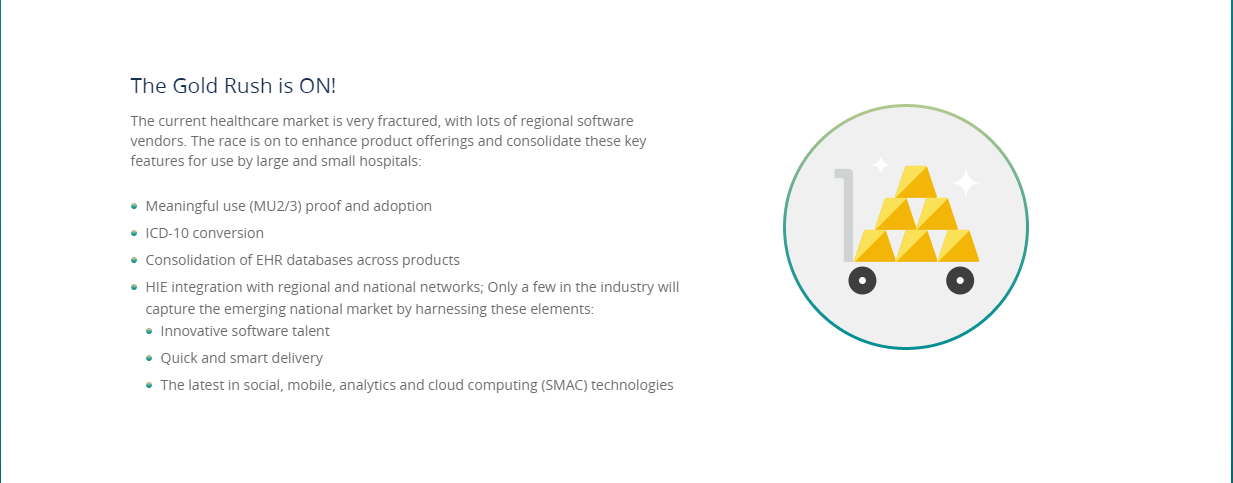 The Gold Rush is ON!
The current healthcare market is very fractured, with lots of regional software
vendors. The race is on to enhance product offerings and consolidate these key
features for use by large and small hospitals:
Meaningful use (MU2/3) proof and adoption
ICD-10 conversion
Consolidation of EHR databases across products
HIE integration with regional and national networks; Only a few in the industry will
capture the emerging national market by harnessing these elements:
Innovative software talent
Quick and smart delivery
The latest in social, mobile, analytics and cloud computing (SMAC) technologies